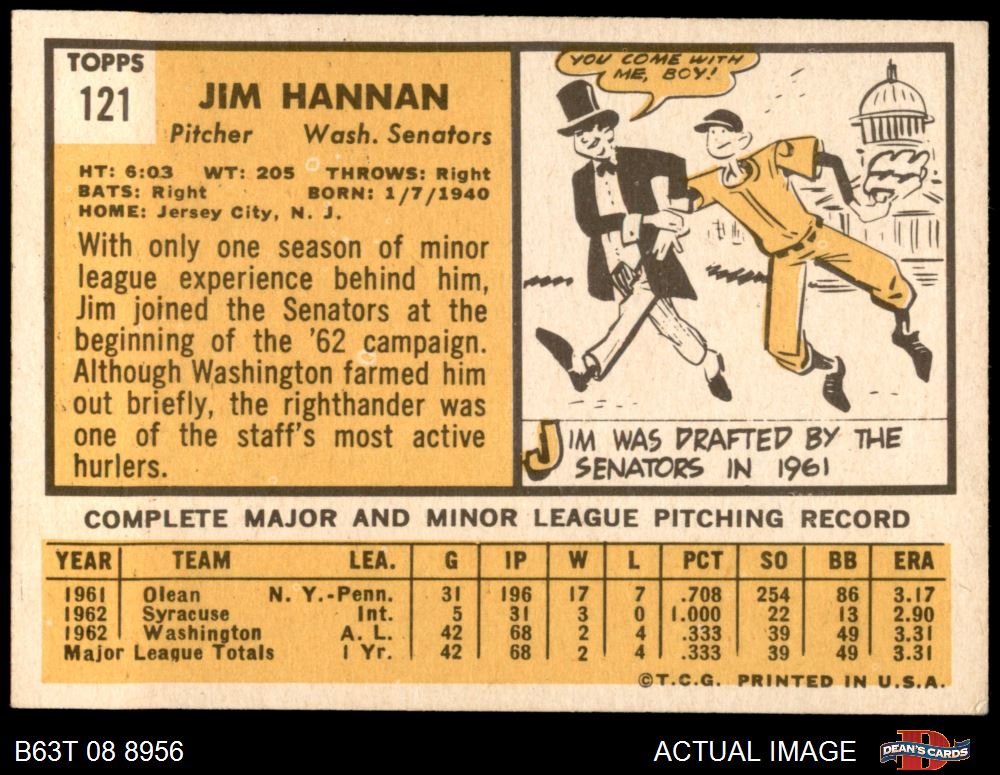 TOPPS
121
JIM HANNAN
Pitcher Wash. Senators
HT: 6:03 WT: 205 THROWS: Right
BATS: Right BORN: 1/7/1940
HOME: Jersey City, N. J.
With only one season of minor
league experience behind him,
Jim joined the Senators at the
beginning of the '62 campaign.
Although Washington farmed him
out briefly, the righthander was
one of the staff's most active
hurlers.
YOU COME WITH
ME, BOY!
JIM WAS DRAFTED BY THE
SENATORS IN 1961
COMPLETE MAJOR AND MINOR LEAGUE PITCHING RECORD
YEAR TEAM LEA. G IP W L PCT SO BB ERA
1961 Olean N. Y.-Penn. 31 196 17 7 .708 254 86 3.17
1962 Syracuse Int. 5 31 3 0 1.000 22 13 2.90
1962 Washington A. L. 42 68 2 4 .333 39 49 3.31
Major League Totals 1 Yr. 42 68 2 4 .333 39 49 3.31
©T.C.G. PRINTED IN U.S.A.
B63T 08 8956 ACTUAL IMAGE DEAN'S CARDS